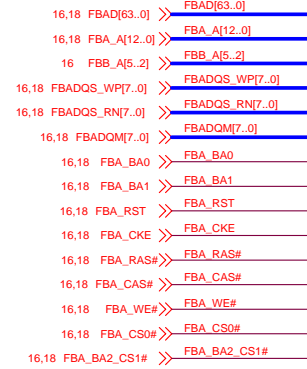 16,18 FBAD[63..0] FBAD[63..0]
16,18 FBA_A[12..0] FBA_A[12..0]
16 FBB_A[5..2] FBB_A[5..2]
16,18 FBADQS_WP[7..0] FBADQS_WP[7..0]
16,18 FBADQS_RN[7..0] FBADQS_RN[7..0]
16,18 FBADQM[7..0] FBADQM[7..0]
16,18 FBA_BA0 FBA_BA0
16,18 FBA_BA1 FBA_BA1
16,18 FBA_RST FBA_RST
16,18 FBA_CKE FBA_CKE
16,18 FBA_RAS# FBA_RAS#
16,18 FBA_CAS# FBA_CAS#
16,18 FBA_WE# FBA_WE#
16,18 FBA_CS0# FBA_CS0#
16,18 FBA_BA2_CS1# FBA_BA2_CS1#